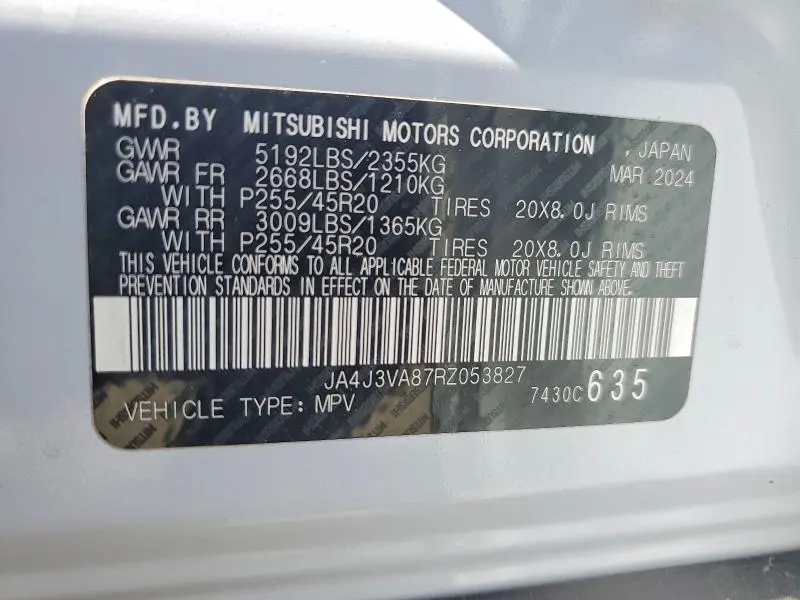 MFD.BY MITSUBISHI MOTORS CORPORATION , JAPAN
GVWR 5192LBS/2355KG MAR 2024
GAWR FR 2668LBS/1210KG
WITH P255/45R20 TIRES 20X8.0J RIMS
GAWR RR 3009LBS/1365KG
WITH P255/45R20 TIRES 20X8.0J RIMS
THIS VEHICLE CONFORMS TO ALL APPLICABLE FEDERAL MOTOR VEHICLE SAFETY AND THEFT
PREVENTION STANDARDS IN EFFECT ON THE DATE OF MANUFACTURE SHOWN ABOVE.
JA4J3VA87RZ053827
VEHICLE TYPE: MPV 7430C635